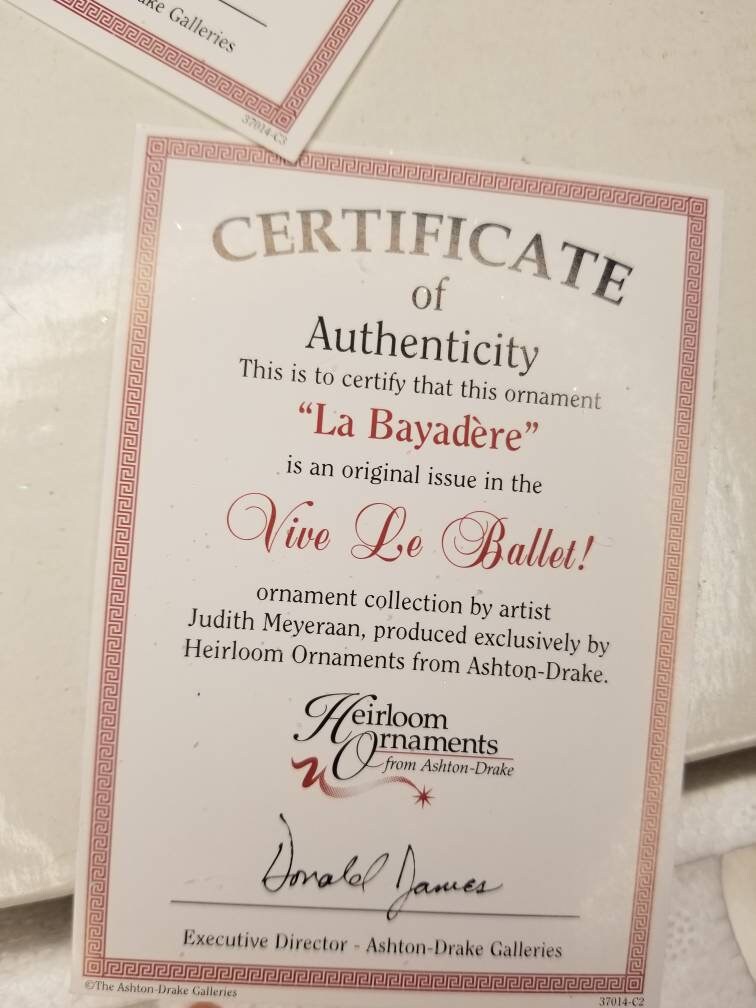 ke Galleries
37014-C3
CERTIFICATE
of
Authenticity
This is to certify that this ornament
“La Bayadère”
is an original issue in the
Vive Le Ballet!
ornament collection by artist
Judith Meyeraan, produced exclusively by
Heirloom Ornaments from Ashton-Drake.
Heirloom
Ornaments
from Ashton-Drake
Donald James
Executive Director - Ashton-Drake Galleries
©The Ashton-Drake Galleries
37014-C2